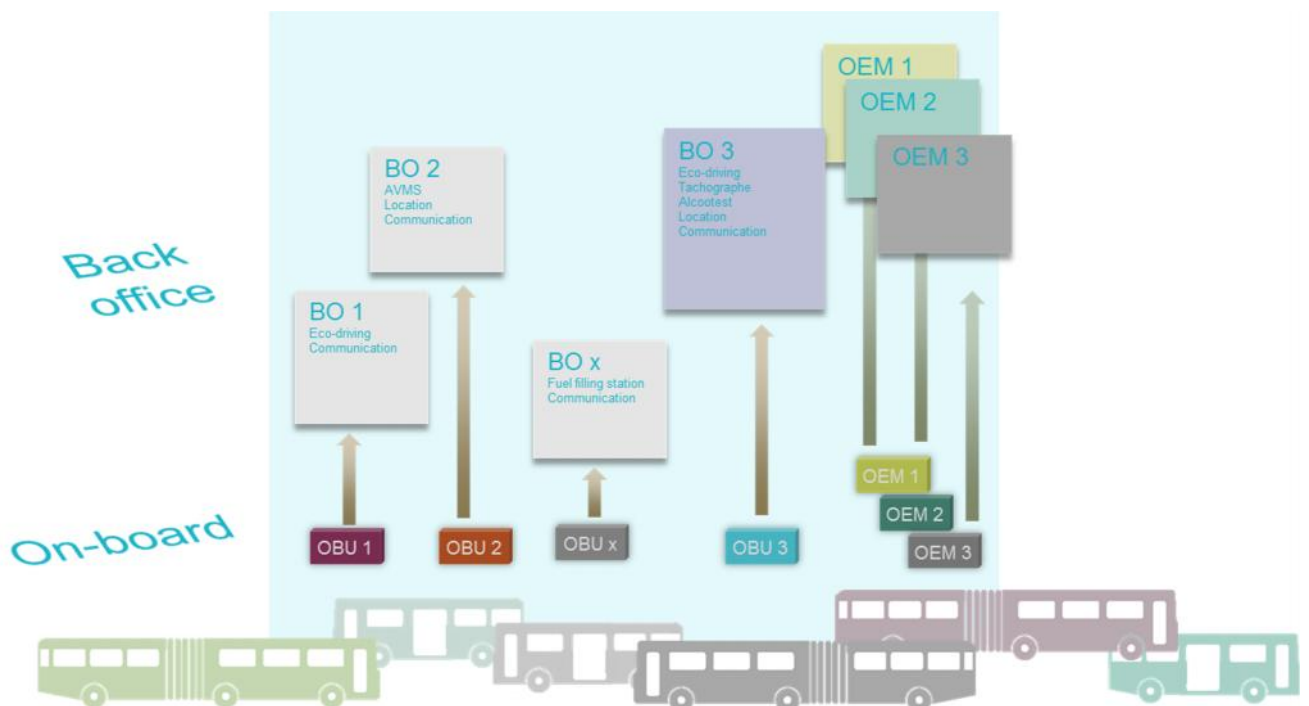 OEM 1
OEM 2
OEM 3
BO 3
Eco-driving
Tachographe
Alcootest
Location
Communication
BO 2
AVMS
Location
Communication
Back
office
BO 1
Eco-driving
Communication
BO x
Fuel filling station
Communication
OEM 1
OEM 2
OEM 3
On-board
OBU 1
OBU 2
OBU x
OBU 3